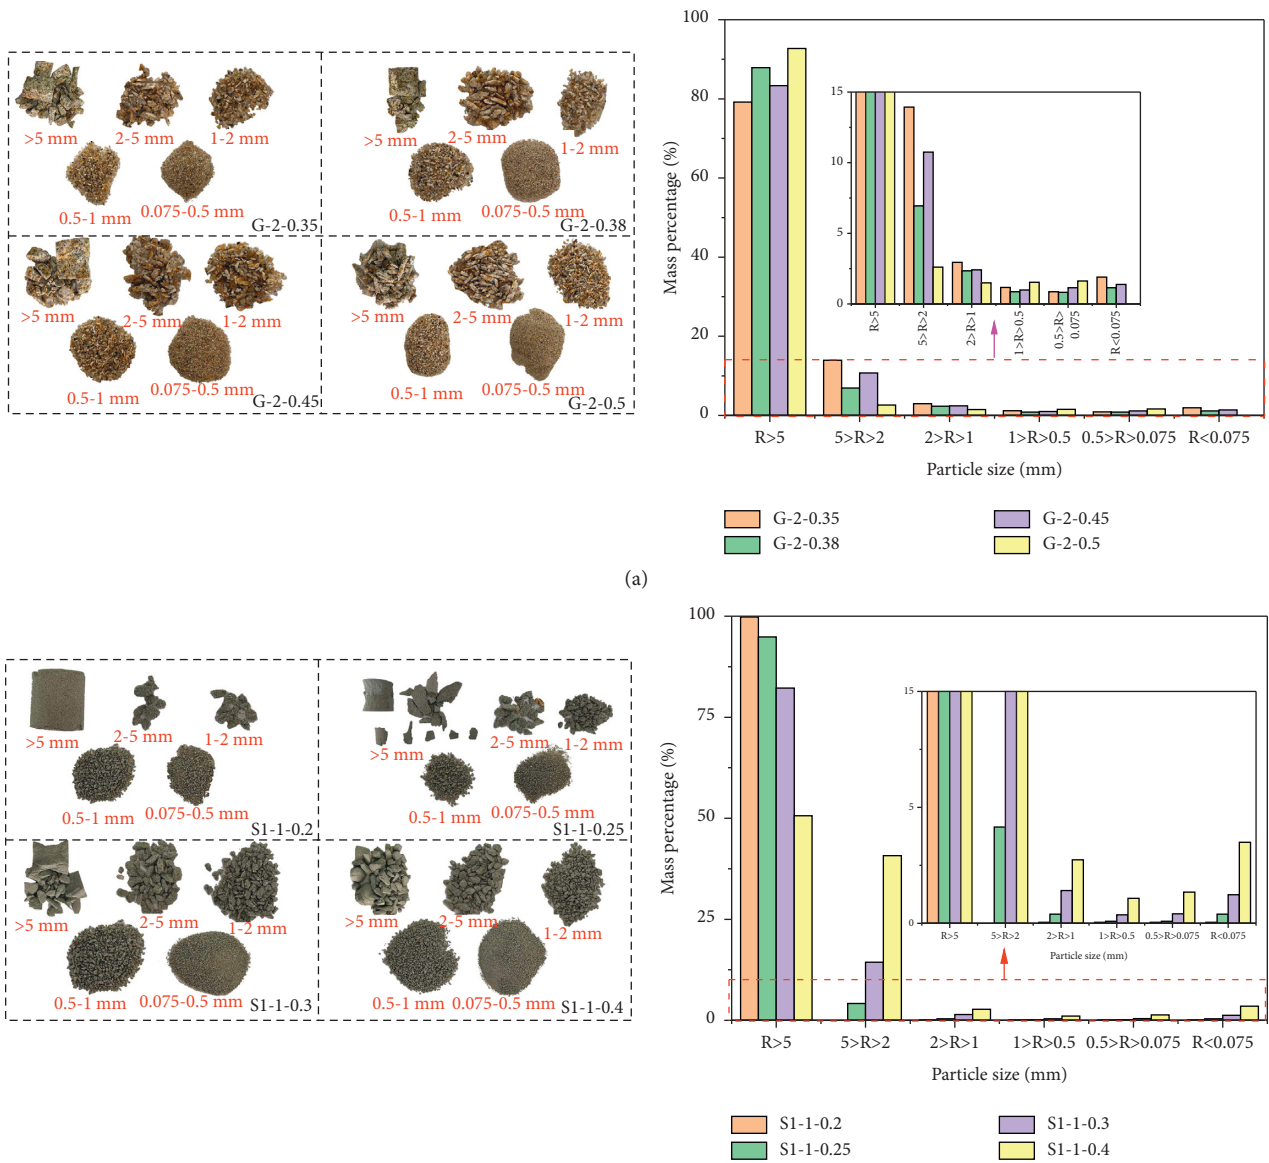 >5 mm
2-5 mm
1-2 mm
0.5-1 mm
0.075-0.5 mm
G-2-0.35
>5 mm
2-5 mm
1-2 mm
0.5-1 mm
0.075-0.5 mm
G-2-0.38
>5 mm
2-5 mm
1-2 mm
0.5-1 mm
0.075-0.5 mm
G-2-0.45
>5 mm
2-5 mm
1-2 mm
0.5-1 mm
0.075-0.5 mm
G-2-0.5
Mass percentage (%)
100
80
60
40
20
0
15
10
5
0
R>5
5>R>2
2>R>1
1>R>0.5
0.5>R>
0.075
R<0.075
R>5
5>R>2
2>R>1
1>R>0.5
0.5>R>0.075
R<0.075
Particle size (mm)
G-2-0.35
G-2-0.38
G-2-0.45
G-2-0.5
(a)
>5 mm
2-5 mm
1-2 mm
0.5-1 mm
0.075-0.5 mm
S1-1-0.2
>5 mm
2-5 mm
1-2 mm
0.5-1 mm
0.075-0.5 mm
S1-1-0.25
>5 mm
2-5 mm
1-2 mm
0.5-1 mm
0.075-0.5 mm
S1-1-0.3
>5 mm
2-5 mm
1-2 mm
0.5-1 mm
0.075-0.5 mm
S1-1-0.4
Mass percentage (%)
100
75
50
25
0
15
5
0
R>5
5>R>2
2>R>1
1>R>0.5
0.5>R>0.075
R<0.075
Particle size (mm)
R>5
5>R>2
2>R>1
1>R>0.5
0.5>R>0.075
R<0.075
Particle size (mm)
S1-1-0.2
S1-1-0.25
S1-1-0.3
S1-1-0.4